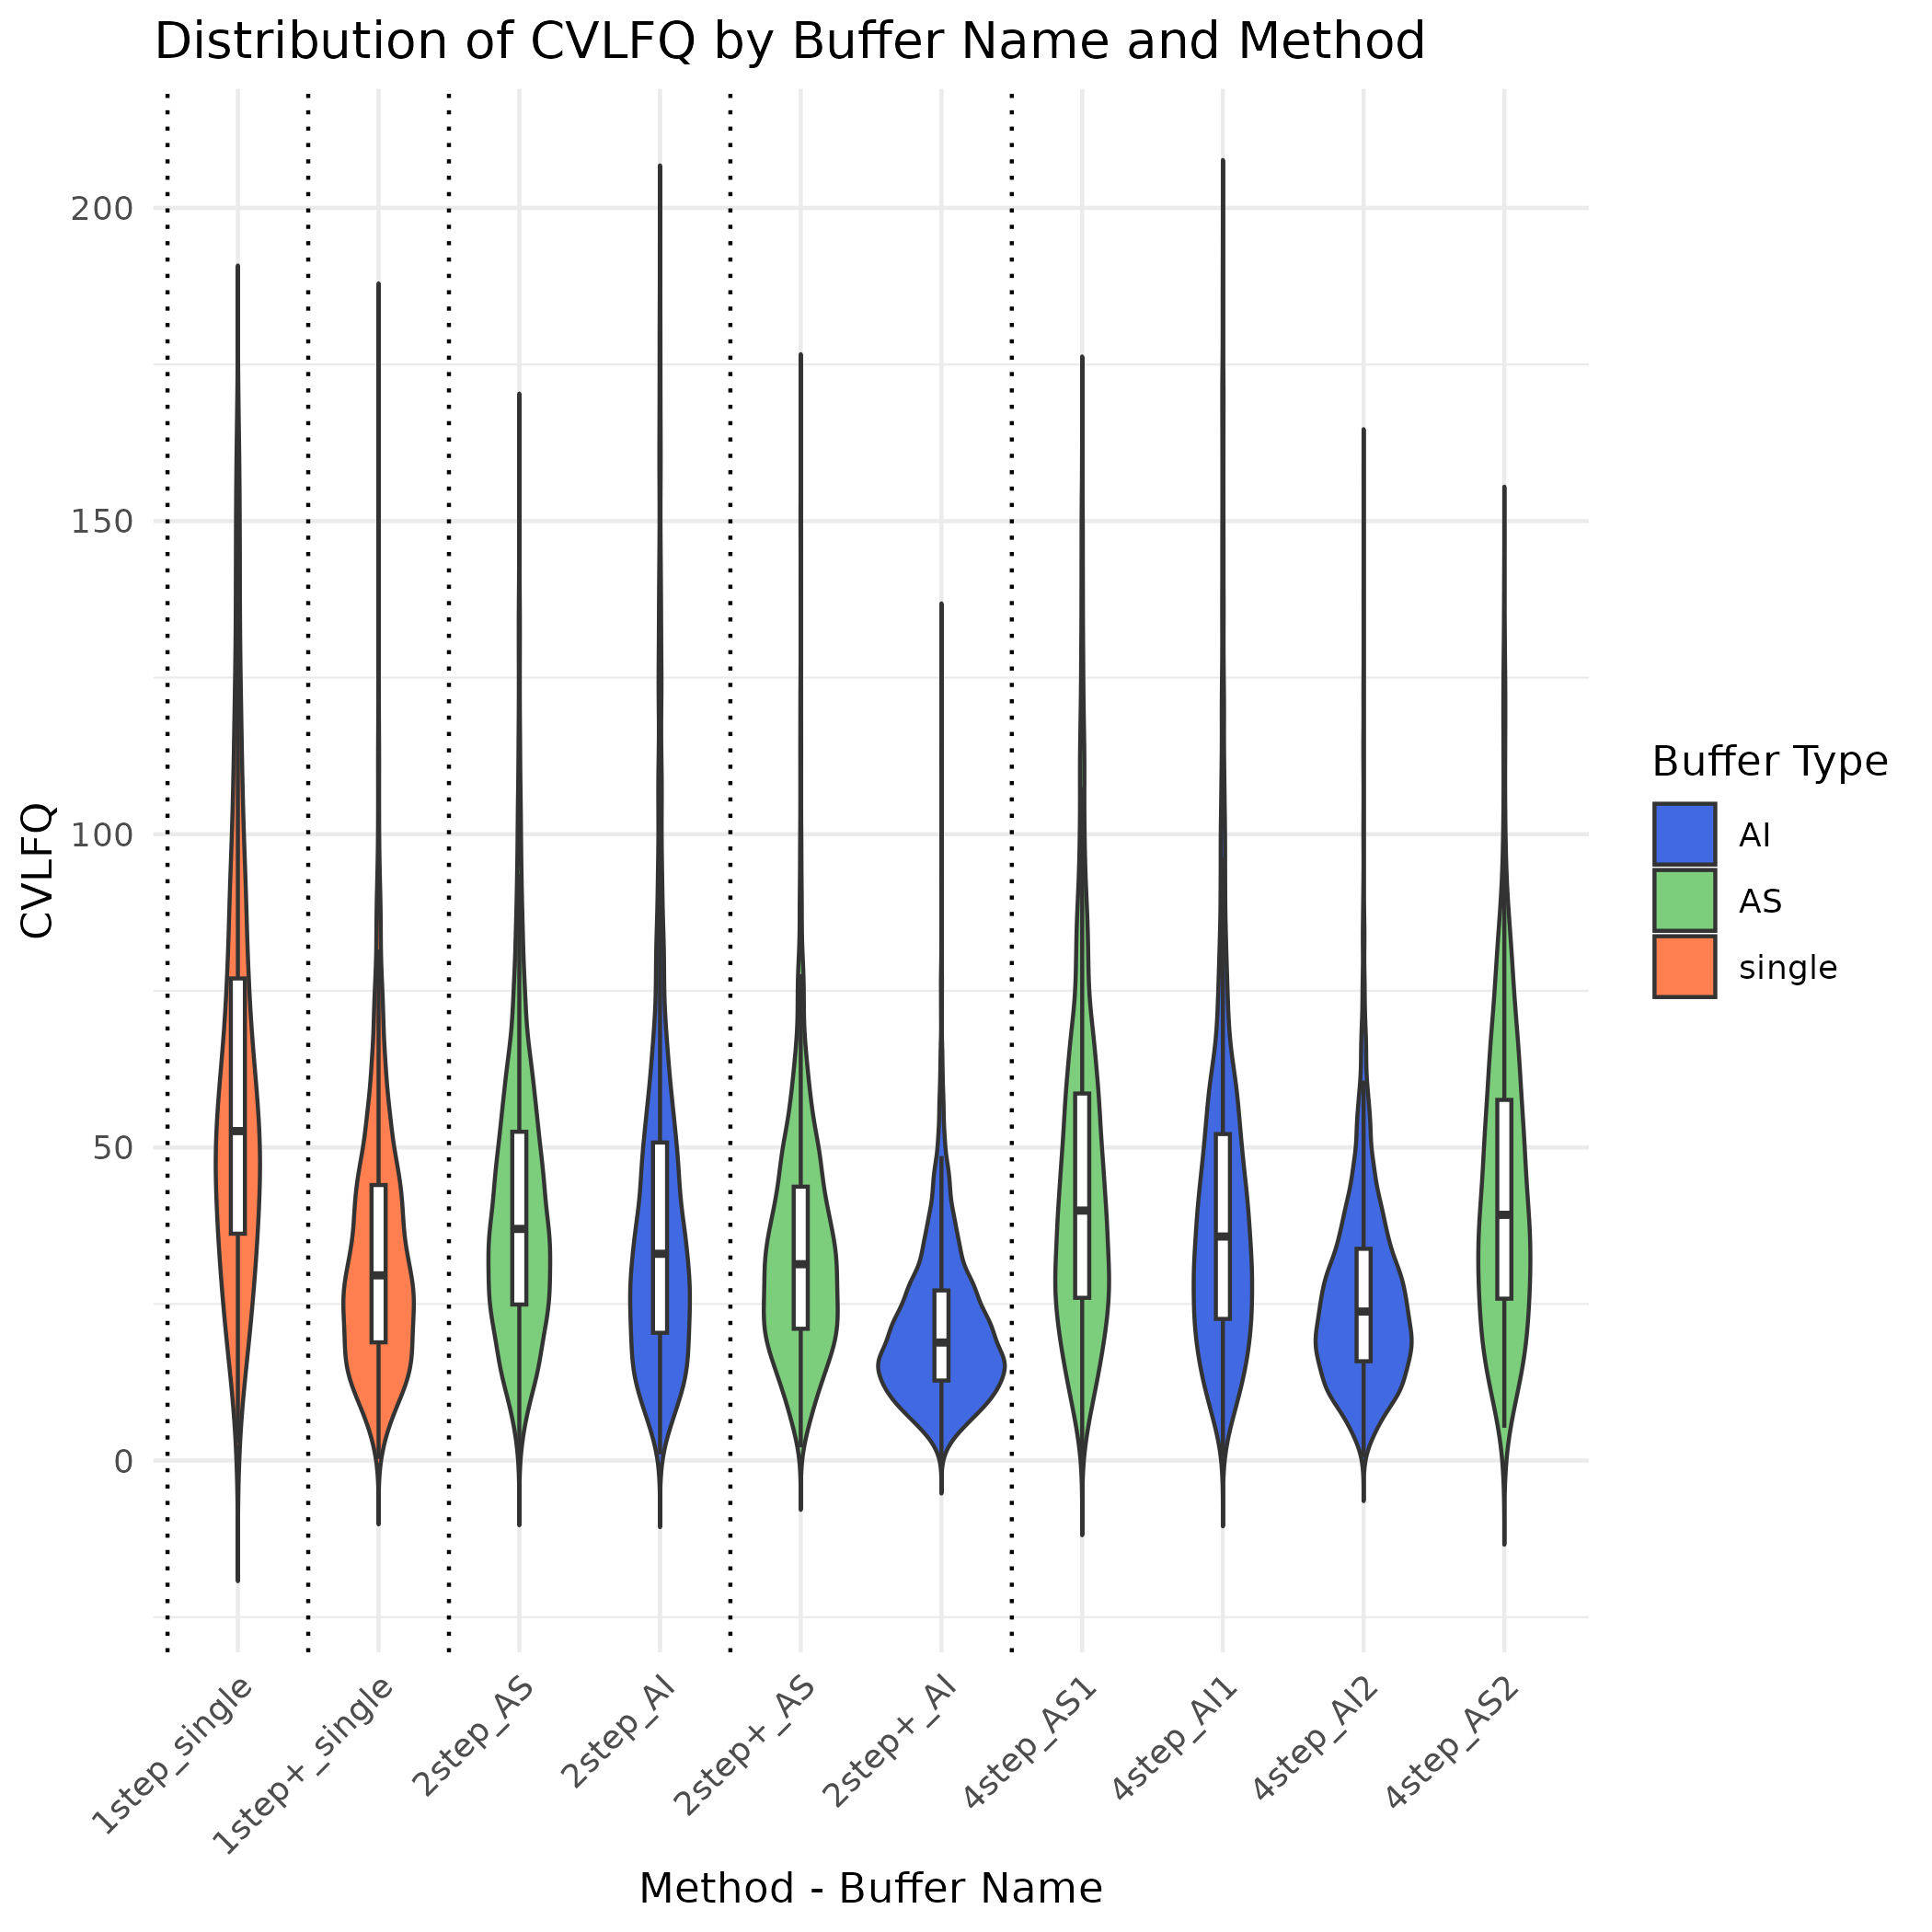 Distribution of CVLFQ by Buffer Name and Method
CVLFQ
200
150
100
50
0
1step_single
1step+_single
2step_AS
2step_AI
2step+_AS
2step+_AI
4step_AS1
4step_AI1
4step_AI2
4step_AS2
Method - Buffer Name
Buffer Type
AI
AS
single